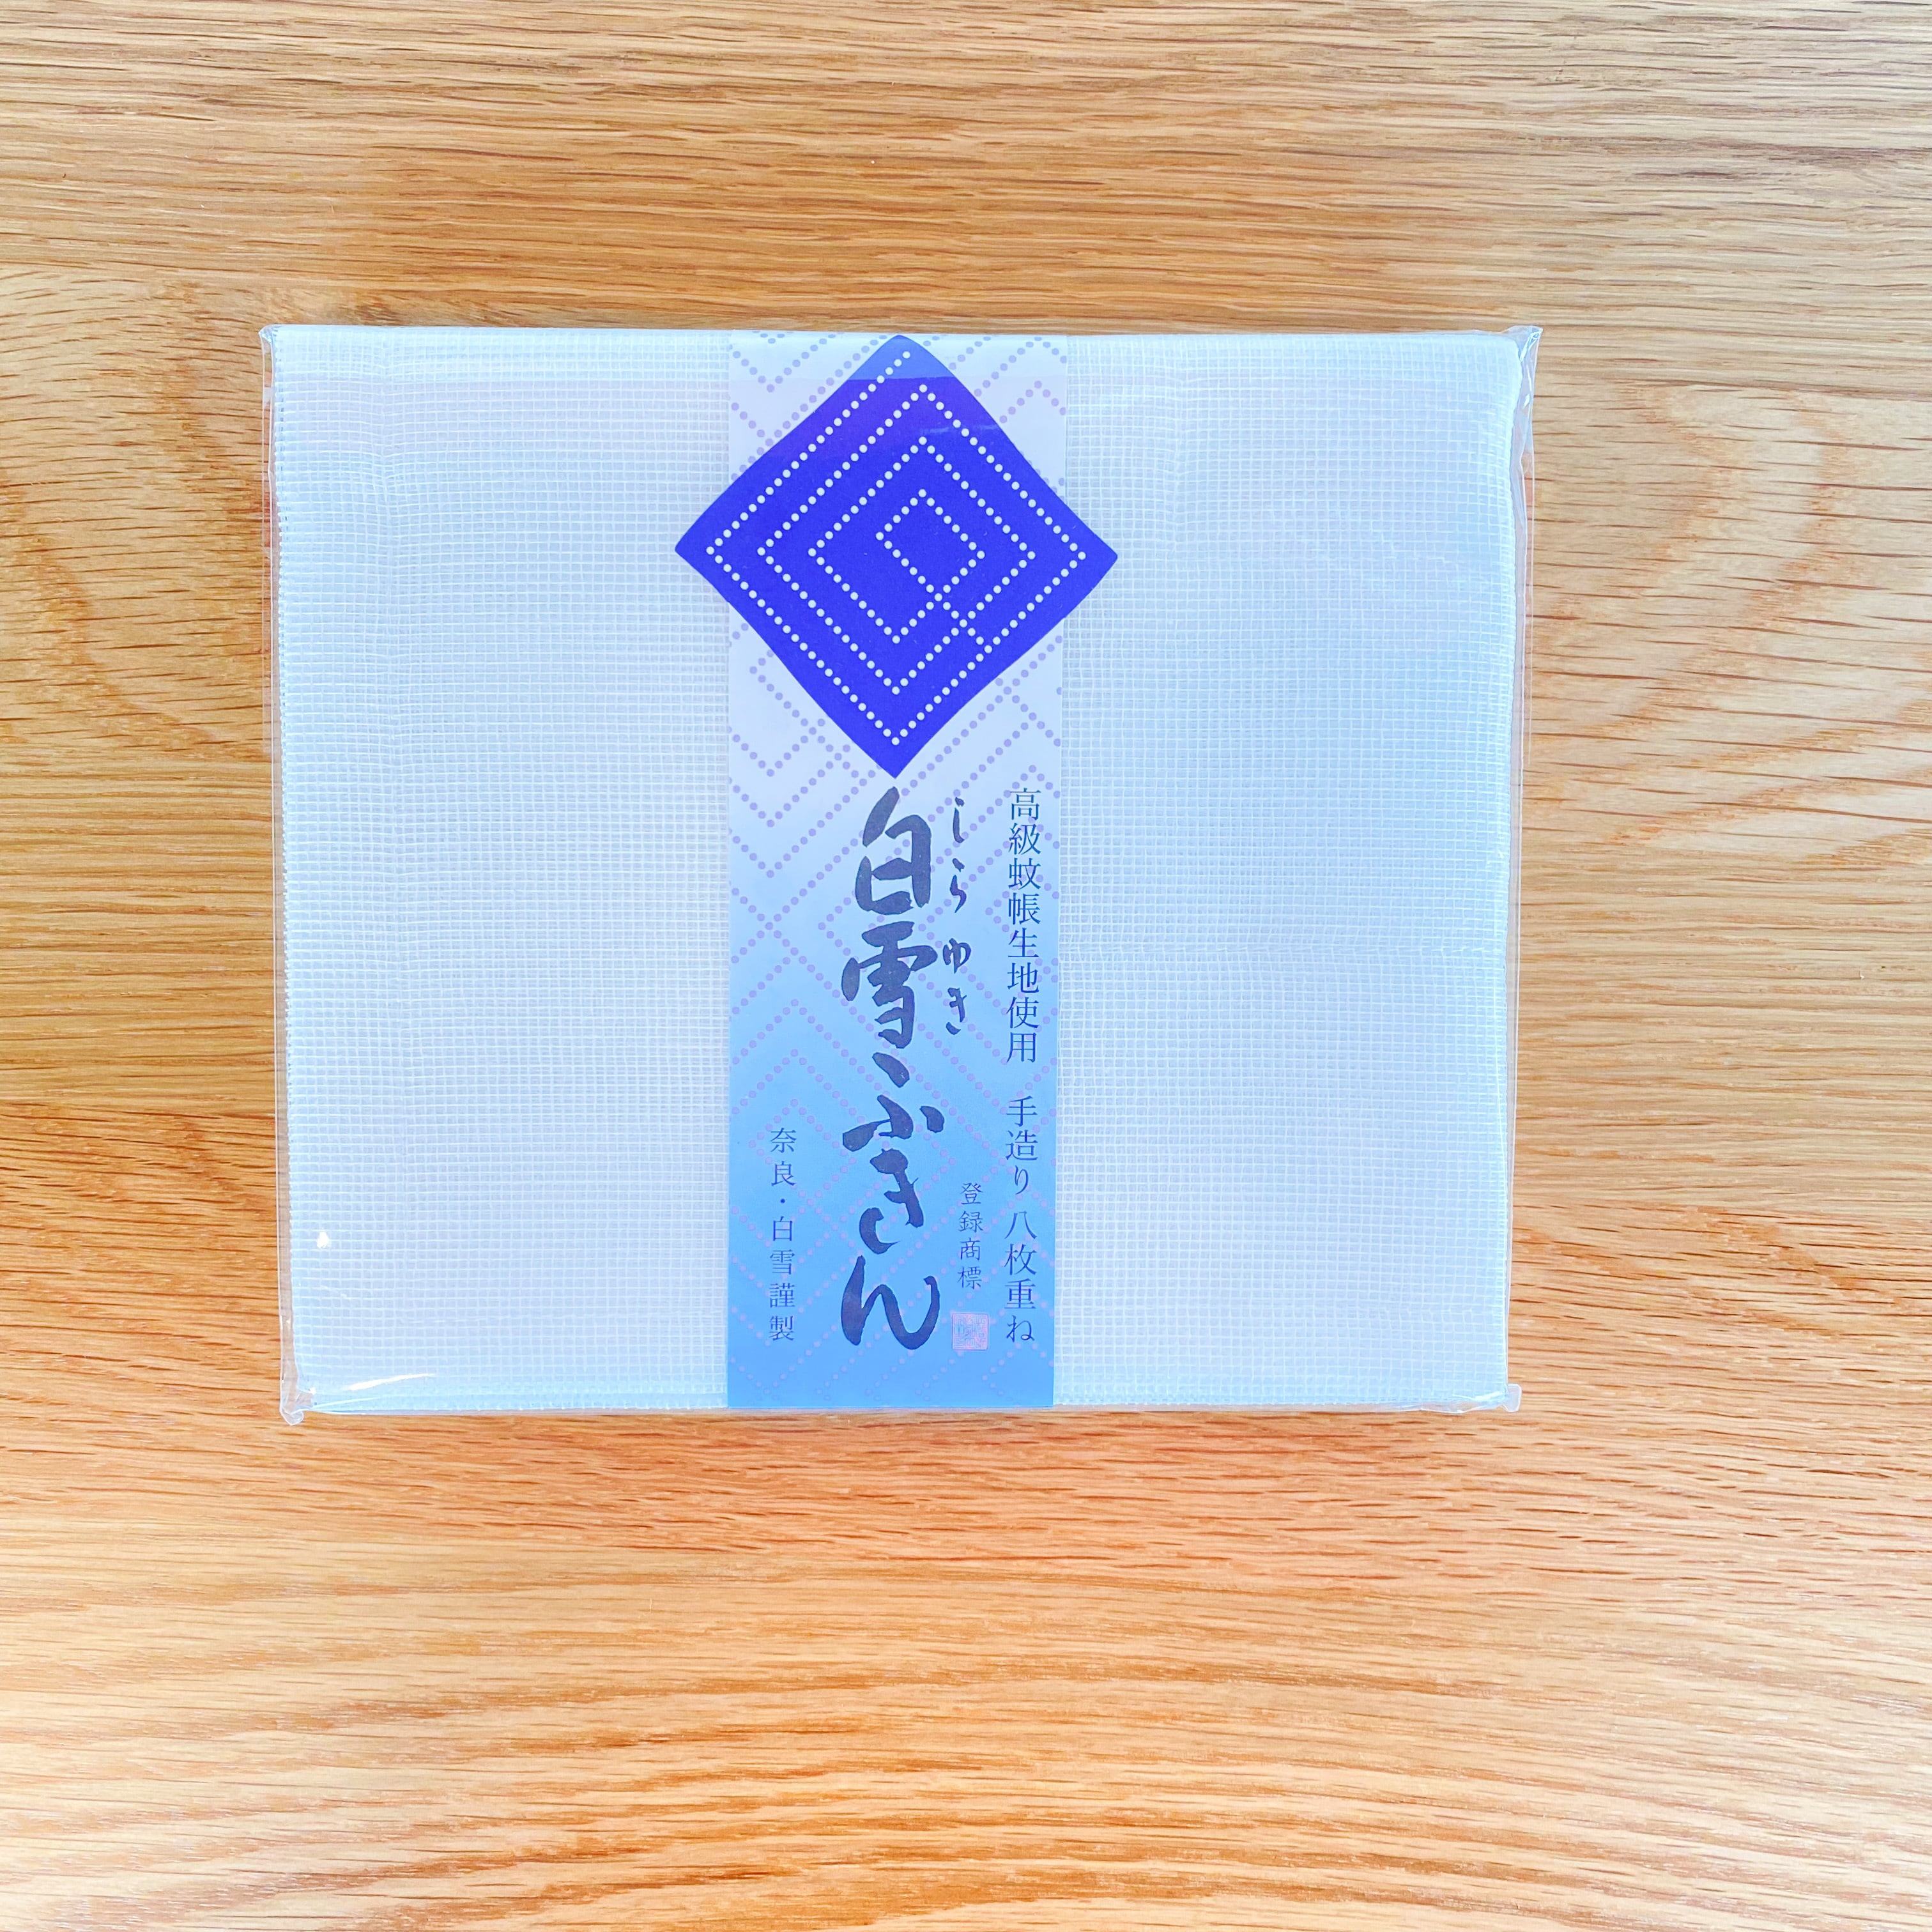 高級蚊帳生地使用　手造り 八枚重ね
しらゆき
登録商標
白雪ふきん
奈良・白雪謹製